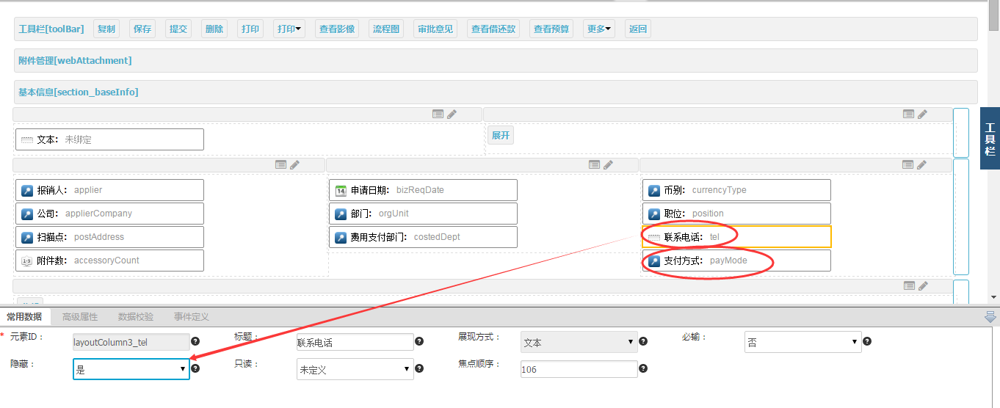 工具栏[toolBar] 复制 保存 提交 删除 打印 打印 查看影像 流程图 审批意见 查看借还款 查看预算 更多 返回
附件管理[webAttachment]
基本信息[section_baseInfo]
工具栏
文本： 未绑定
展开
报销人： applier
申请日期： bizReqDate
币别： currencyType
公司： applierCompany
部门： orgUnit
职位： position
扫描点： postAddress
费用支付部门： costedDept
联系电话： tel
附件数： accessoryCount
支付方式： payMode
常用数据 高级属性 数据校验 事件定义
* 元素ID： layoutColumn3_tel 标题： 联系电话 展现方式： 文本 必输： 否
隐藏： 是 只读： 未定义 焦点顺序： 106